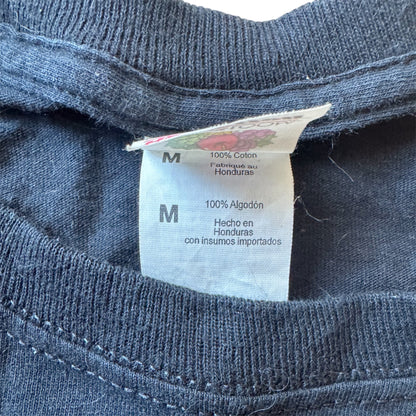 M 100% Coton
Fabriqué au
Honduras
M 100% Algodón
Hecho en
Honduras
con insumos importados